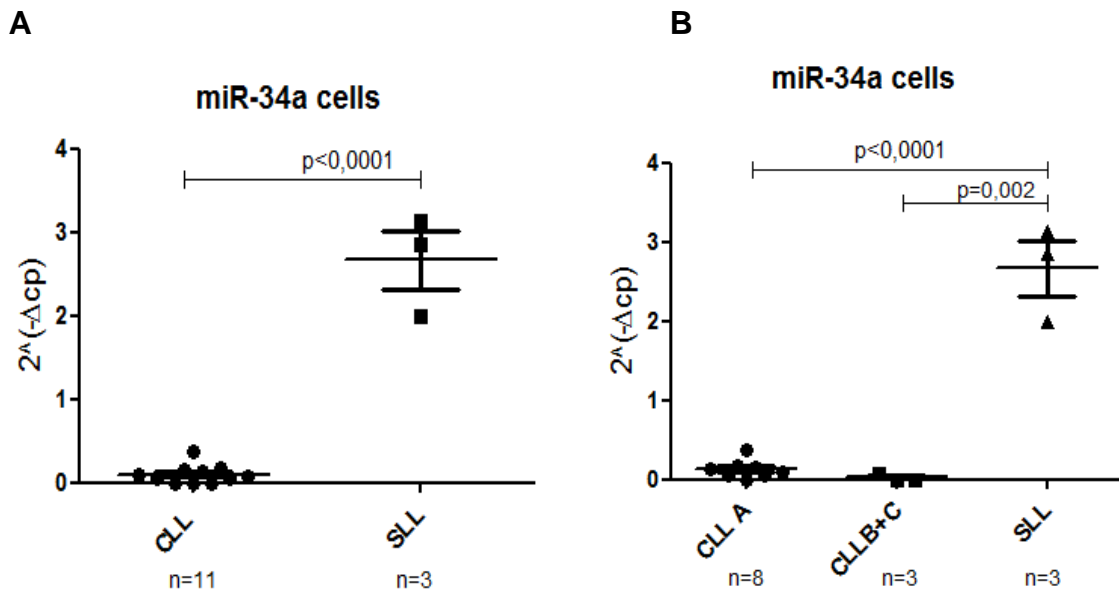 A
miR-34a cells
p<0,0001
4
3
2
1
0
2^(-Δcp)
CLL
SLL
n=11
n=3
B
miR-34a cells
p<0,0001
p=0,002
4
3
2
1
0
2^(-Δcp)
CLL A
CLLB+C
SLL
n=8
n=3
n=3